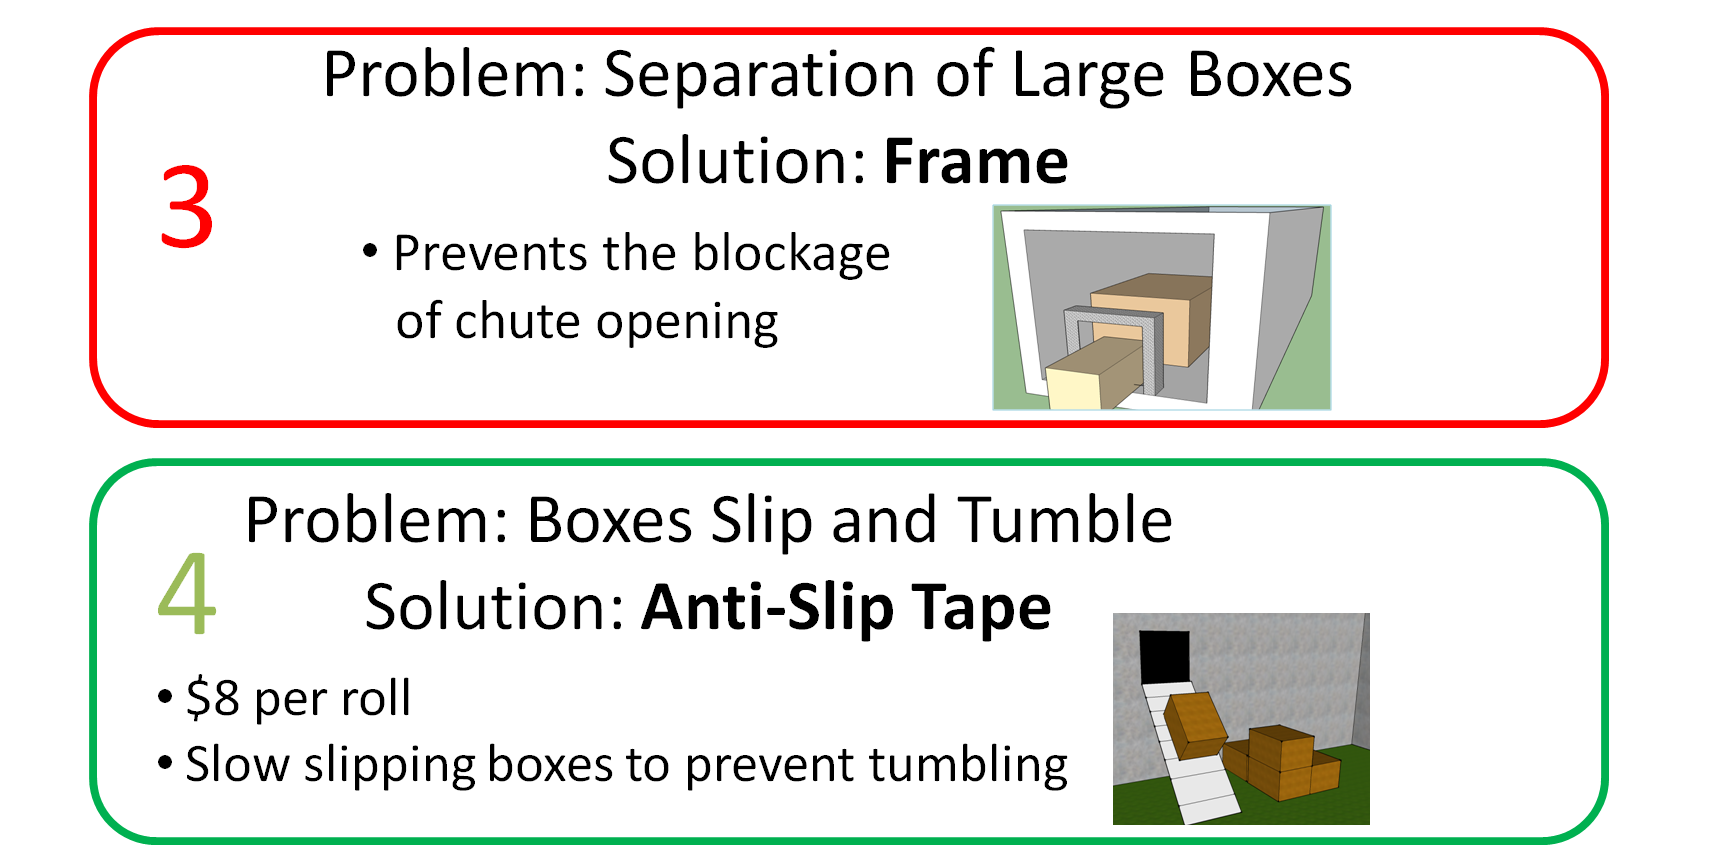 Problem: Separation of Large Boxes
Solution: Frame
3
• Prevents the blockage
of chute opening
Problem: Boxes Slip and Tumble
4
Solution: Anti-Slip Tape
• $8 per roll
• Slow slipping boxes to prevent tumbling